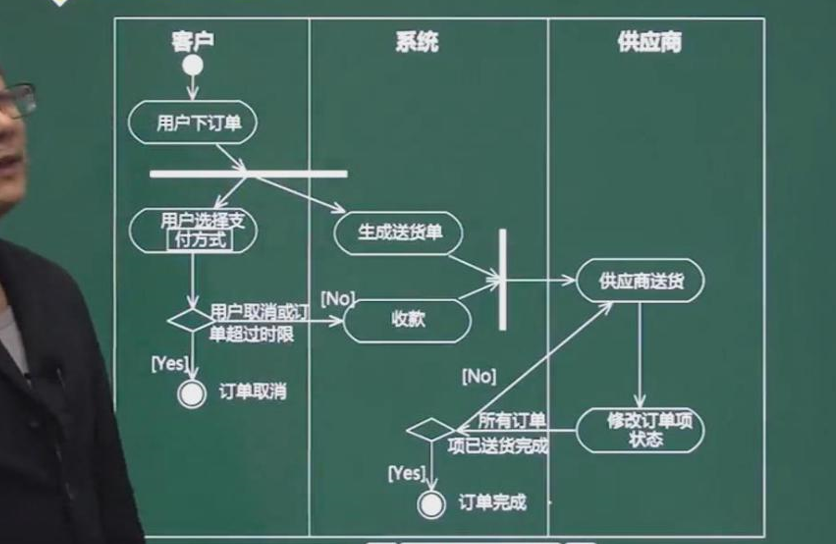 客户
系统
供应商
用户下订单
用户选择支
付方式
生成送货单
供应商送货
[No]
用户取消或订
单超过时限
收款
[Yes]
订单取消
[No]
所有订单
项已送货完成
修改订单项
状态
[Yes]
订单完成